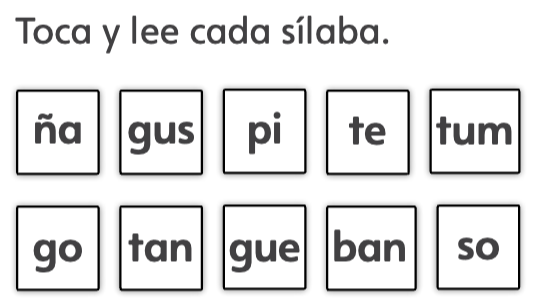 Toca y lee cada sílaba.
ña gus pi te tum
go tan gue ban so